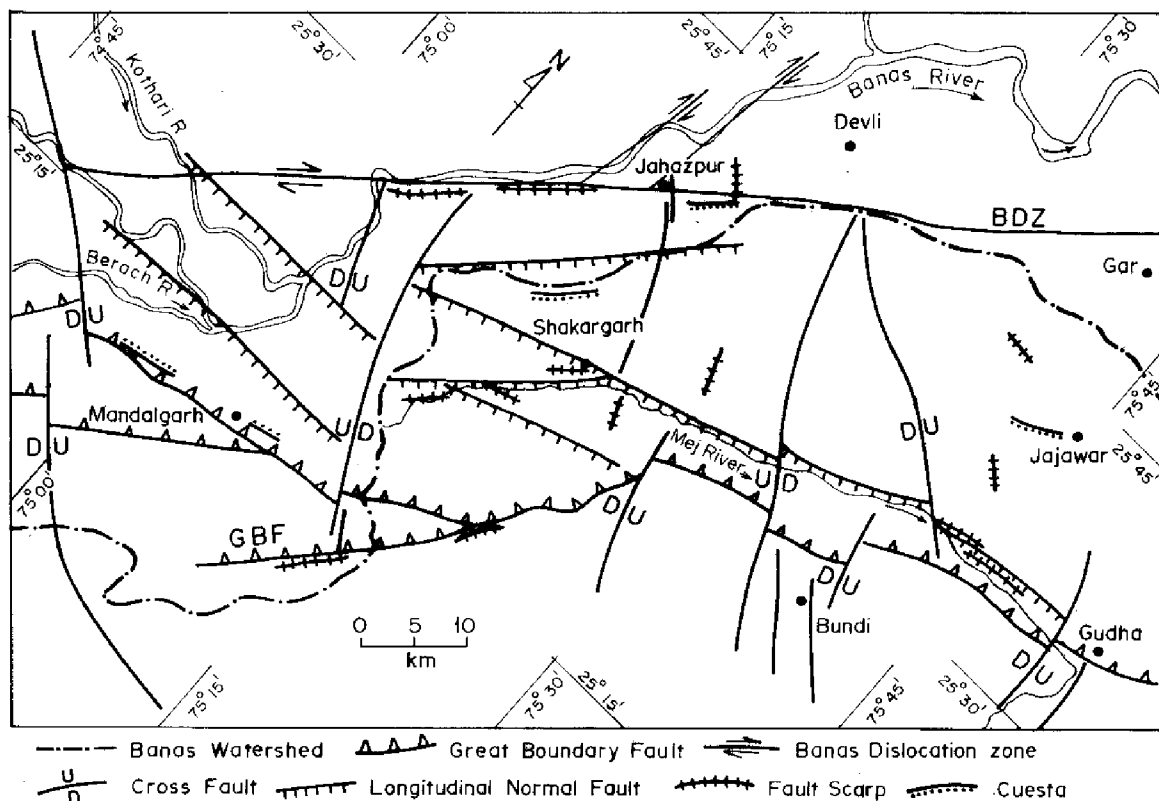 74° 45'
25° 30'
75° 00'
25° 45'
75° 15'
75° 30'
Kothari R
N
Banas River
Devli
25° 15'
Jahazpur
BDZ
Berach R
D U
Gar
D U
Shakargarh
75° 45'
Mandalgarh
U D
D U
Mej River
25° 45'
Jajawar
D U
U D
75° 00'
D U
GBF
D U
Bundi
0 5 10
km
Gudha
D U
75° 15'
75° 30'
25° 15'
75° 45'
25° 30'
Banas Watershed
Great Boundary Fault
Banas Dislocation zone
U
D
Cross Fault
Longitudinal Normal Fault
Fault Scarp
Cuesta